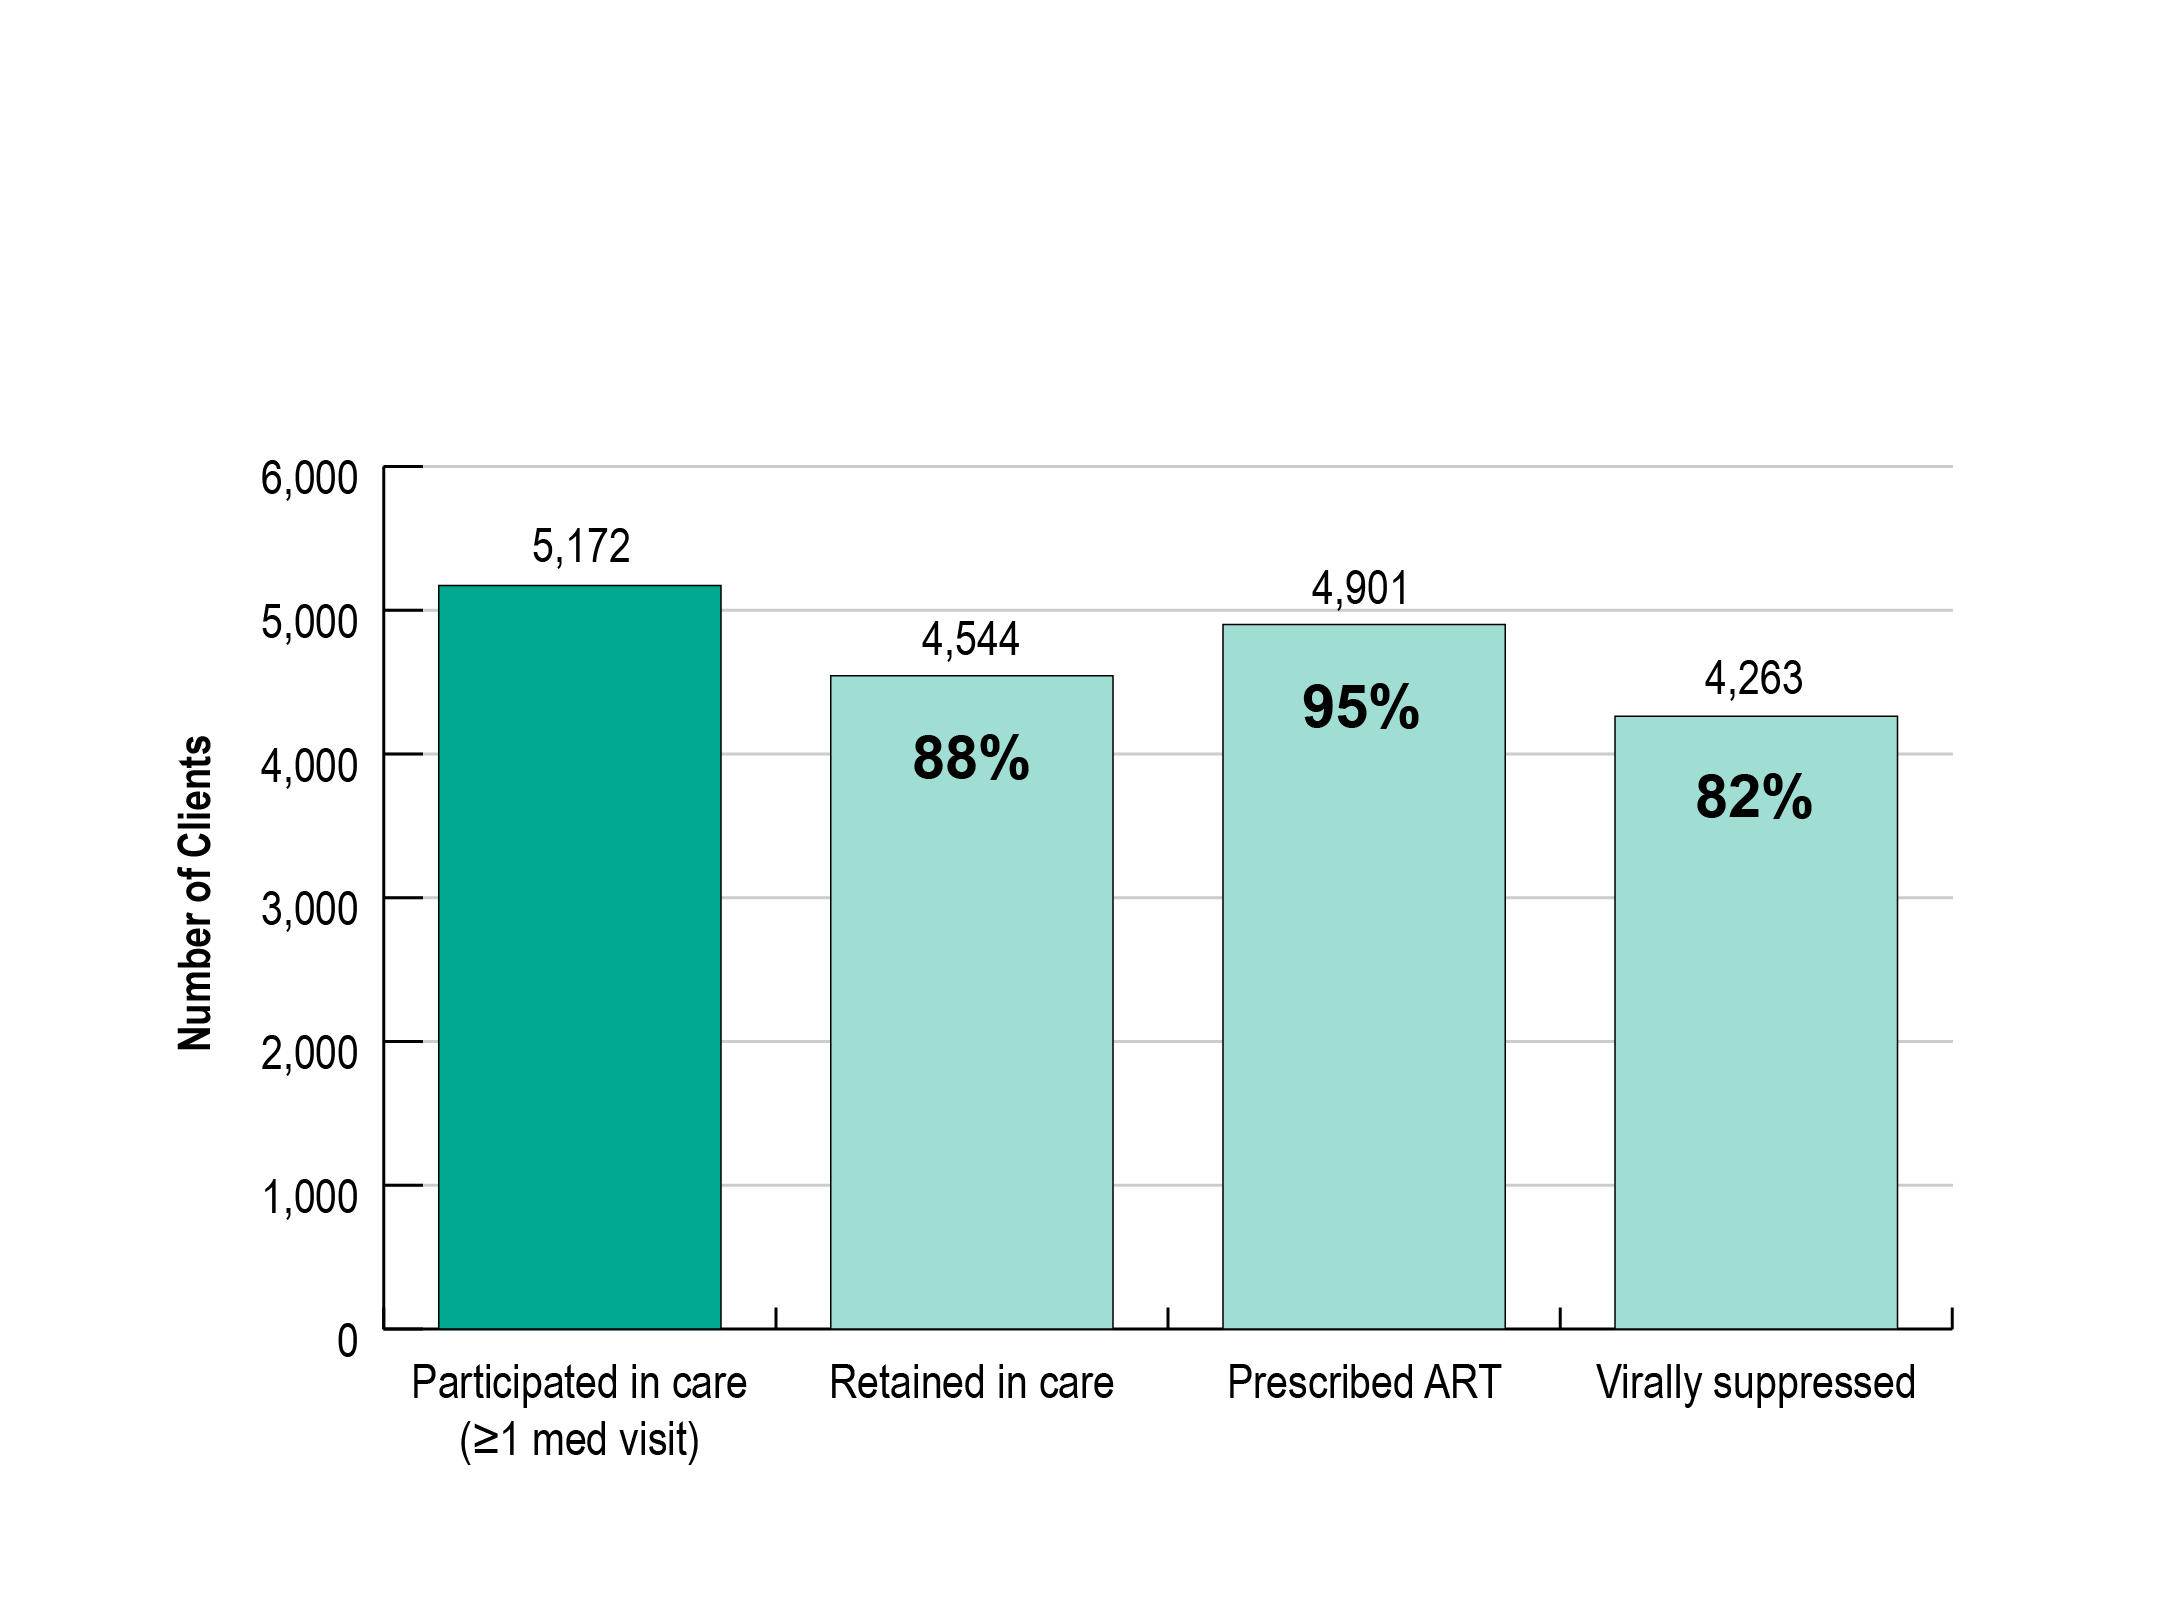 6,000
5,172
5,000
4,901
4,544
4,263
95%
88%
82%
4,000
3,000
2,000
1,000
0
Number of Clients
Participated in care
(≥1 med visit)
Retained in care
Prescribed ART
Virally suppressed